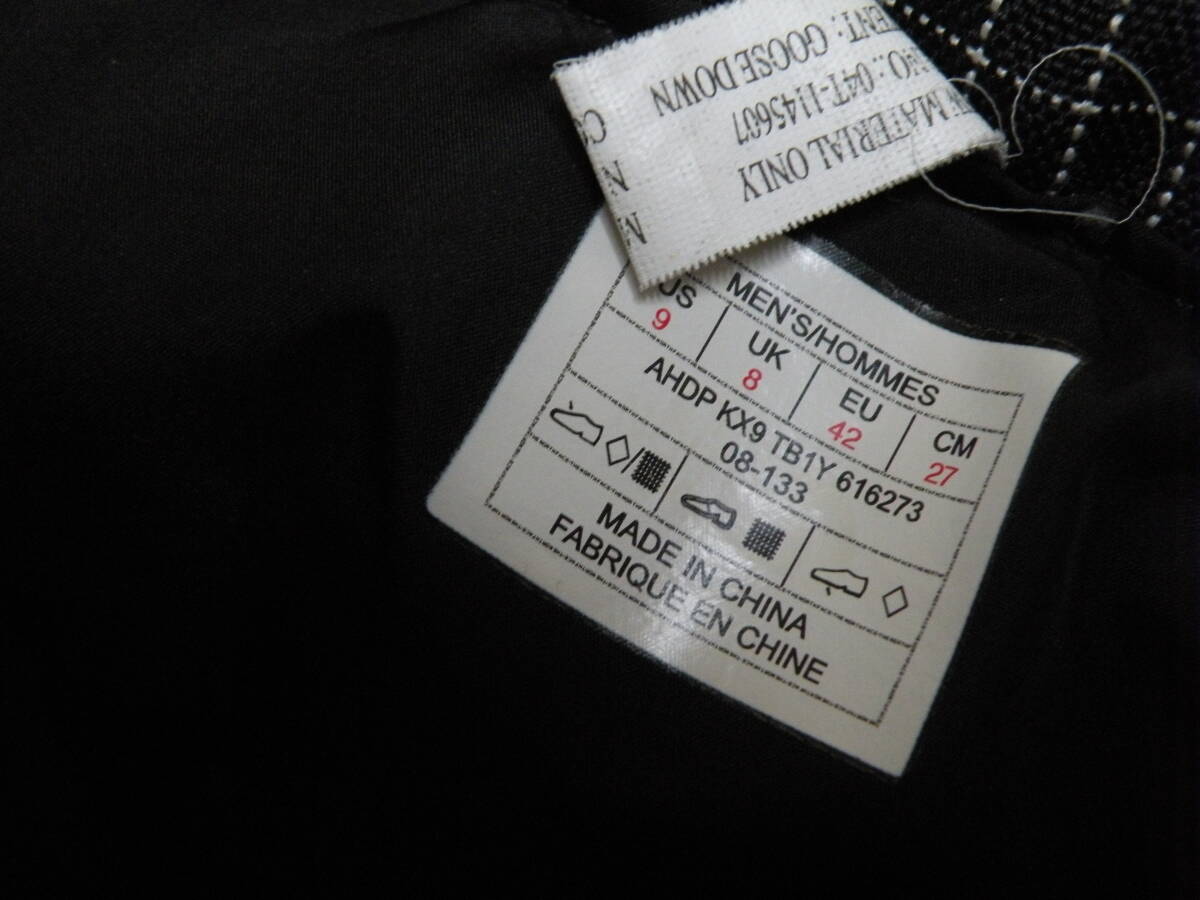 W MATERIAL ONLY
NO.: 04T-1145607
ENT: GOOSE DOWN
M
N
C
MEN'S/HOMMES
US UK EU CM
9 8 42 27
AHDP KX9 TB1Y 616273
08-133
MADE IN CHINA
FABRIQUE EN CHINE